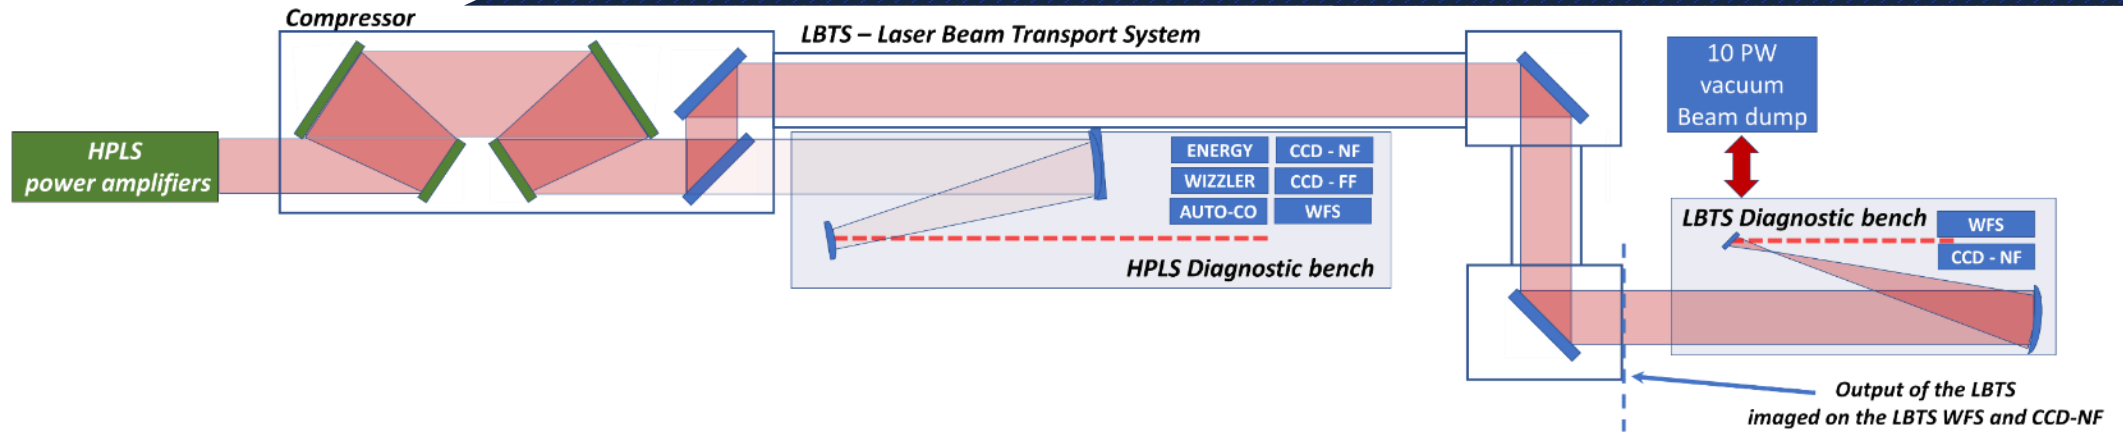 Compressor
LBTS – Laser Beam Transport System
HPLS
power amplifiers
ENERGY
CCD - NF
WIZZLER
CCD - FF
AUTO-CO
WFS
HPLS Diagnostic bench
10 PW
vacuum
Beam dump
LBTS Diagnostic bench
WFS
CCD - NF
Output of the LBTS
imaged on the LBTS WFS and CCD-NF